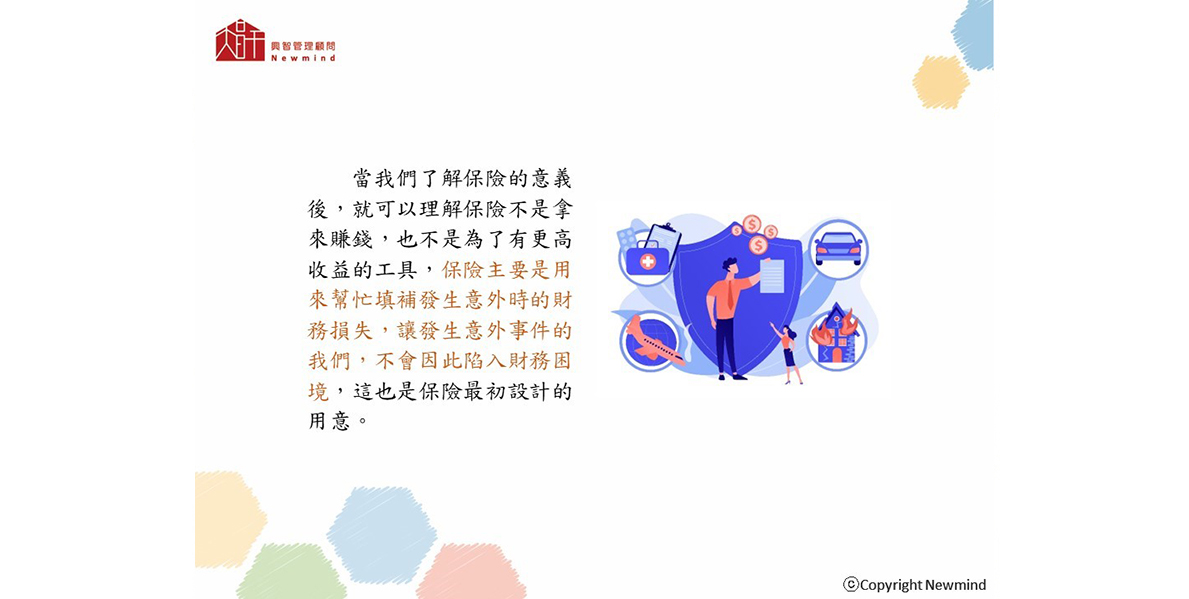 興智管理顧問
Newmind
當我們了解保險的意義
後，就可以理解保險不是拿
來賺錢，也不是為了有更高
收益的工具，保險主要是用
來幫忙填補發生意外時的財
務損失，讓發生意外事件的
我們，不會因此陷入財務困
境，這也是保險最初設計的
用意。
ⓒCopyright Newmind